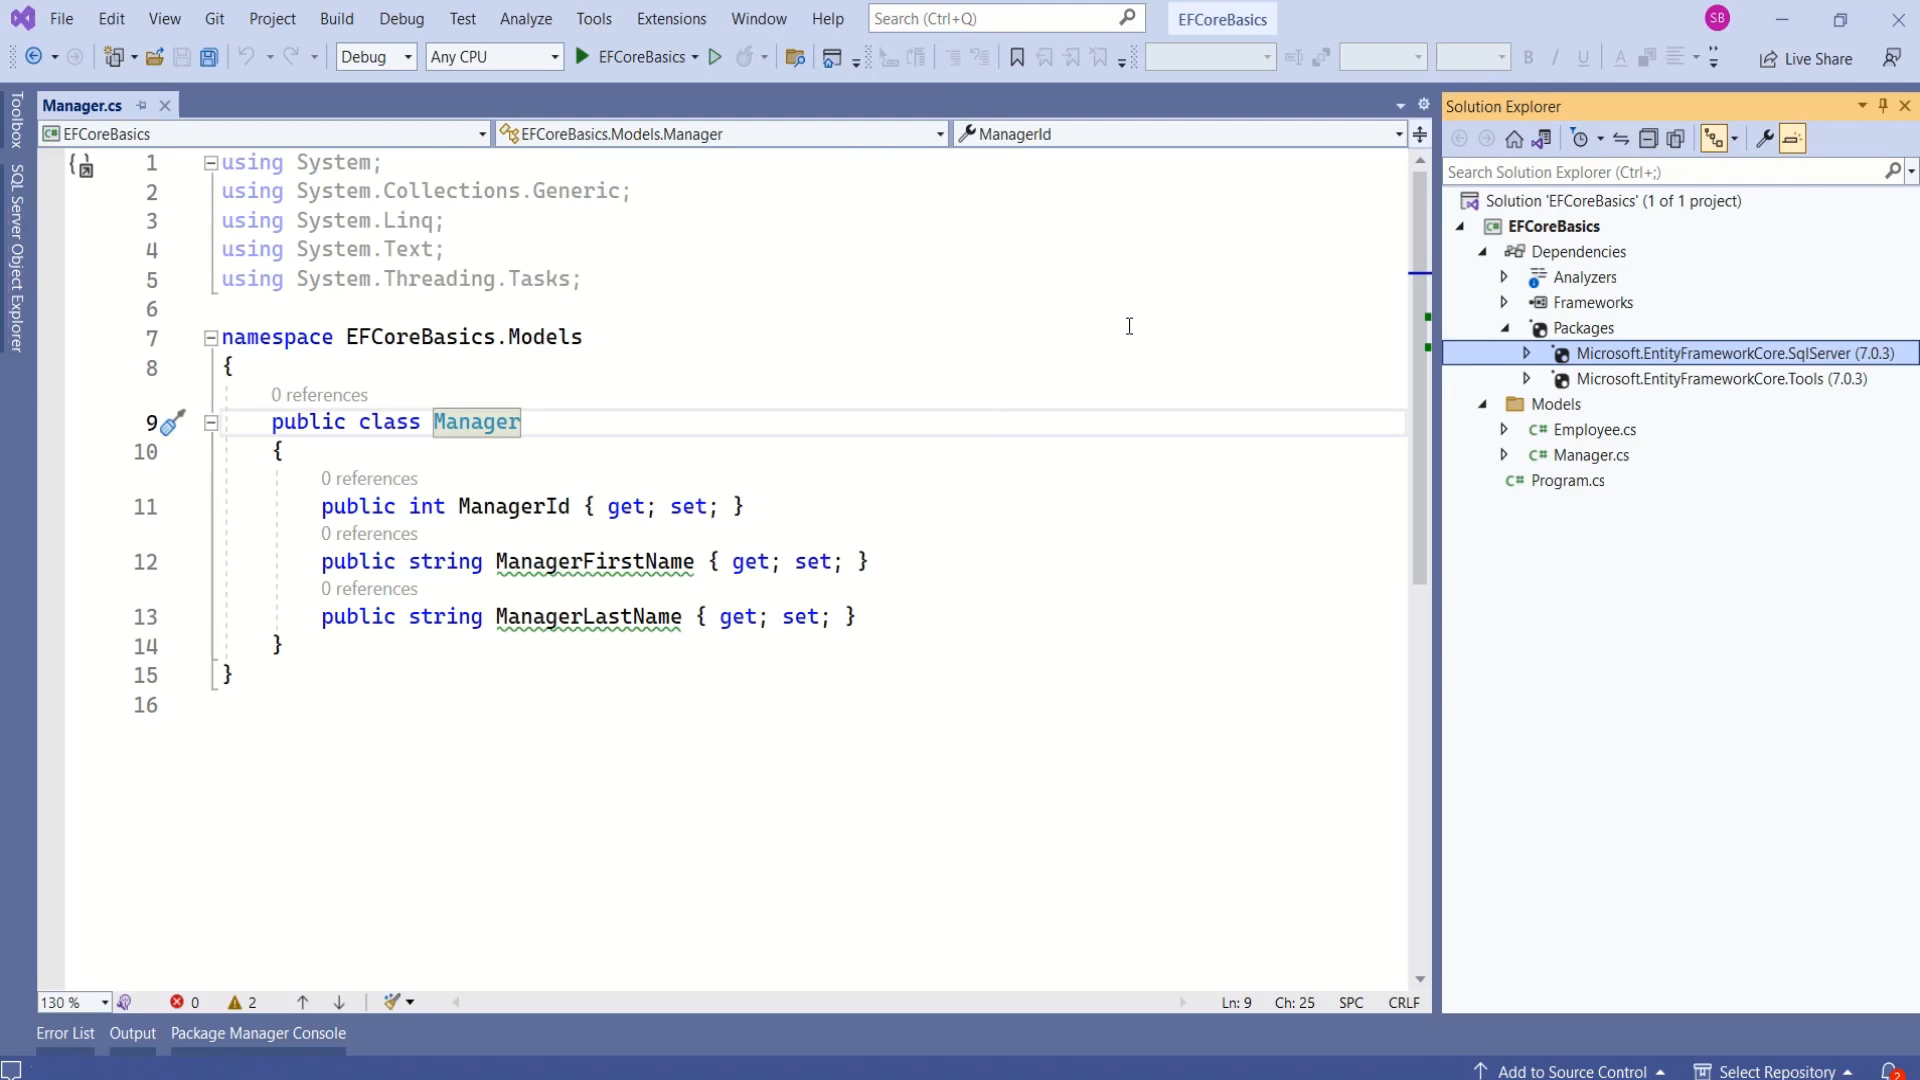 File Edit View Git Project Build Debug Test Analyze Tools Extensions Window Help Search (Ctrl+Q) EFCoreBasics SB
Debug Any CPU EFCoreBasics Live Share
Toolbox
SQL Server Object Explorer
Manager.cs
EFCoreBasics EFCoreBasics.Models.Manager ManagerId
1 using System;
2 using System.Collections.Generic;
3 using System.Linq;
4 using System.Text;
5 using System.Threading.Tasks;
6
7 namespace EFCoreBasics.Models
8 {
0 references
9 public class Manager
10 {
0 references
11 public int ManagerId { get; set; }
0 references
12 public string ManagerFirstName { get; set; }
0 references
13 public string ManagerLastName { get; set; }
14 }
15 }
16
130 % 0 2 Ln: 9 Ch: 25 SPC CRLF
Error List Output Package Manager Console
Solution Explorer
Search Solution Explorer (Ctrl+;)
Solution 'EFCoreBasics' (1 of 1 project)
EFCoreBasics
Dependencies
Analyzers
Frameworks
Packages
Microsoft.EntityFrameworkCore.SqlServer (7.0.3)
Microsoft.EntityFrameworkCore.Tools (7.0.3)
Models
C# Employee.cs
C# Manager.cs
C# Program.cs
Add to Source Control Select Repository 2